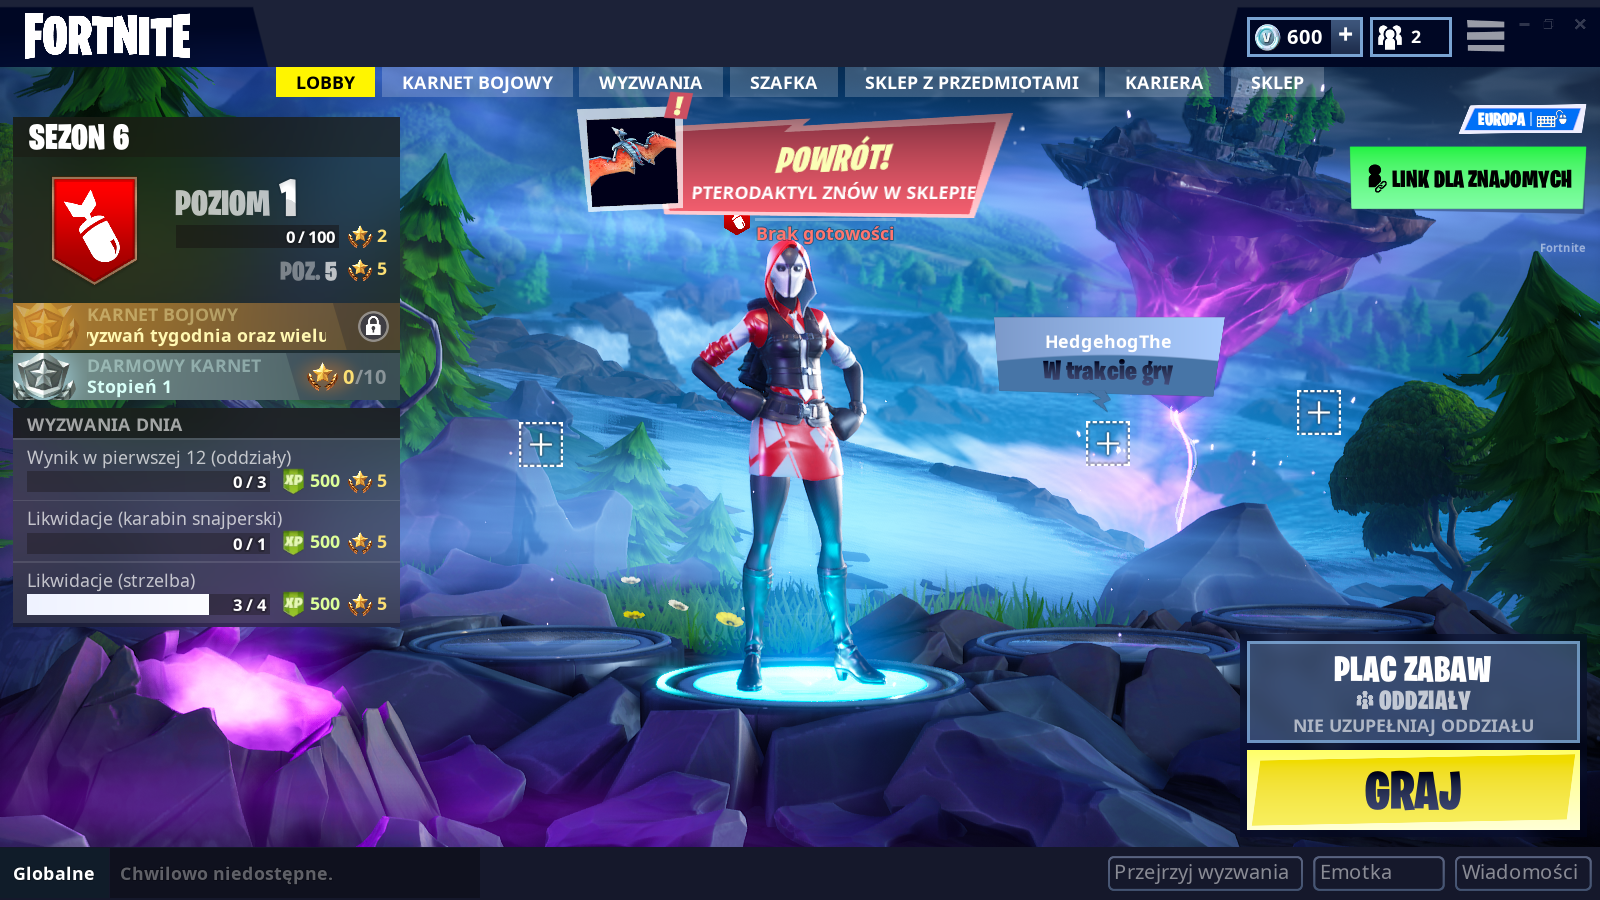 FORTNITE
600 +
2
LOBBY
KARNET BOJOWY
WYZWANIA
SZAFKA
SKLEP Z PRZEDMIOTAMI
KARIERA
SKLEP
SEZON 6
POZIOM 1
0 / 100
2
POZ. 5
5
KARNET BOJOWY
yzwań tygodnia oraz wielu
DARMOWY KARNET
Stopień 1
0/10
WYZWANIA DNIA
Wynik w pierwszej 12 (oddziały)
0 / 3
XP 500
5
Likwidacje (karabin snajperski)
0 / 1
XP 500
5
Likwidacje (strzelba)
3 / 4
XP 500
5
!
POWRÓT!
PTERODAKTYL ZNÓW W SKLEPIE
Brak gotowości
EUROPA
LINK DLA ZNAJOMYCH
Fortnite
HedgehogThe
W trakcie gry
PLAC ZABAW
ODDZIAŁY
NIE UZUPEŁNIAJ ODDZIAŁU
GRAJ
Globalne
Chwilowo niedostępne.
Przejrzyj wyzwania
Emotka
Wiadomości